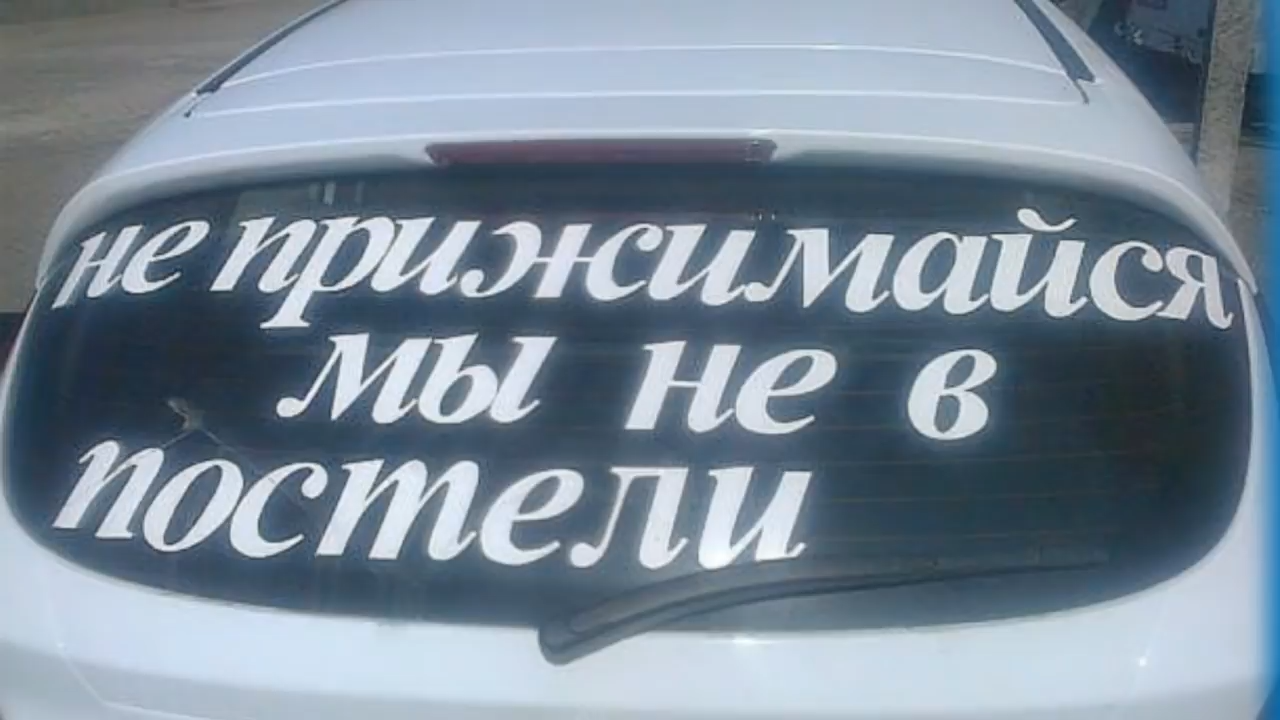 не прижимайся
мы не в
постели